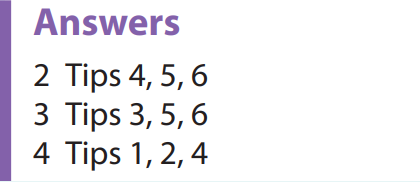 Answers
2 Tips 4, 5, 6
3 Tips 3, 5, 6
4 Tips 1, 2, 4